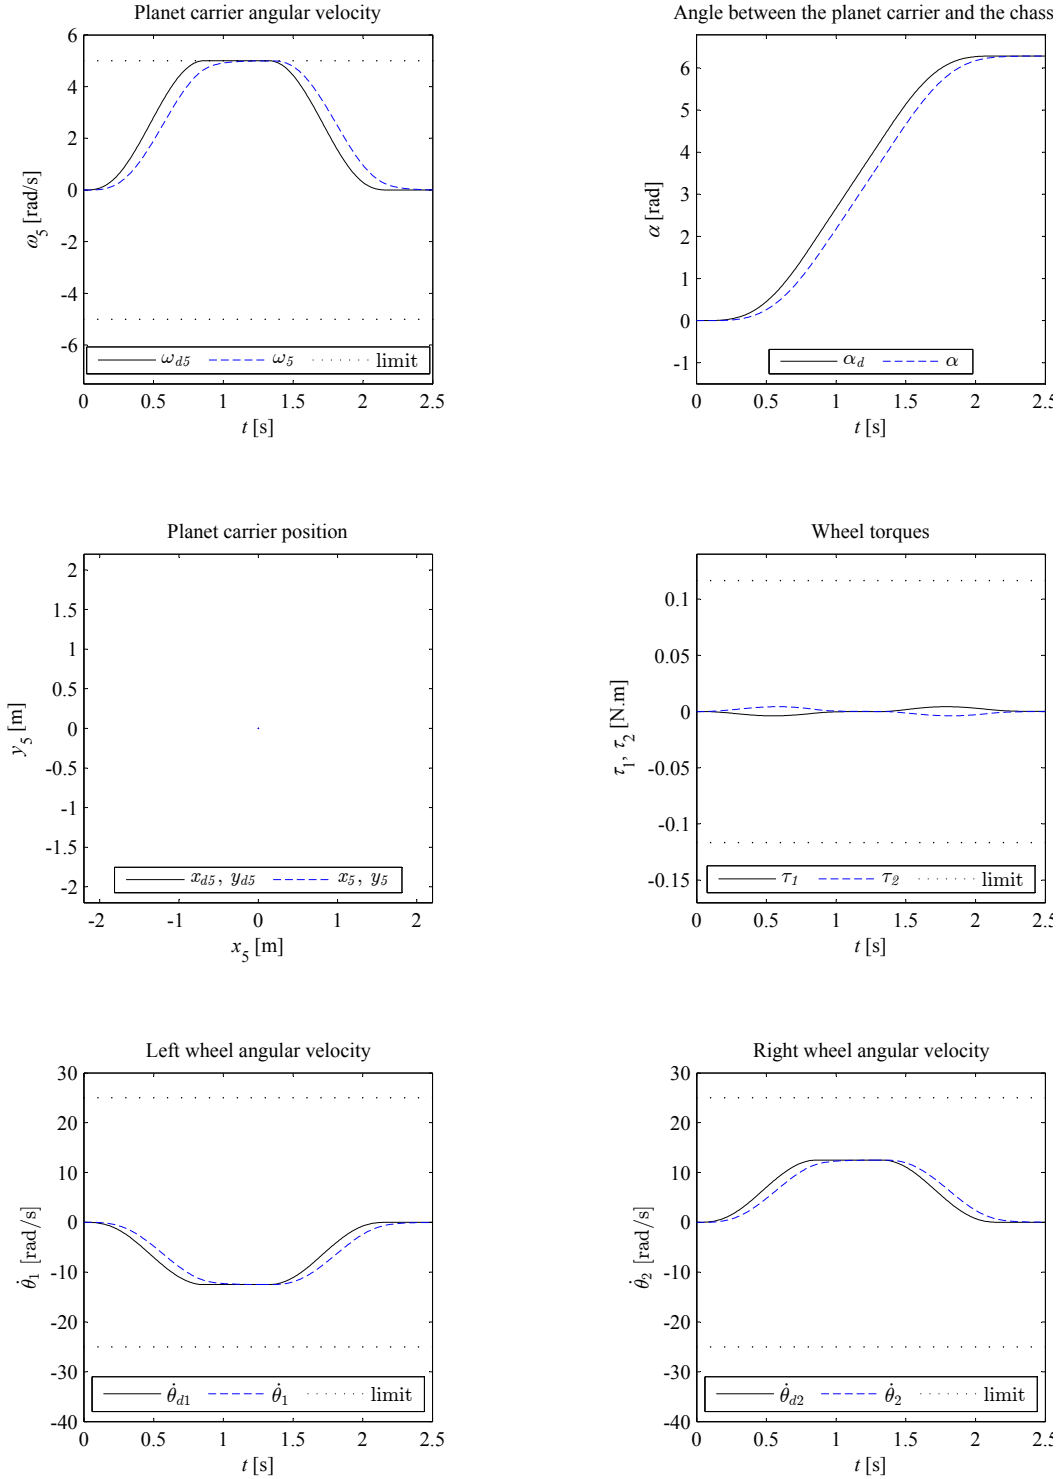 Planet carrier angular velocity
6
4
2
0
-2
-4
-6
ω5 [rad/s]
ωd5 ω5 limit
0 0.5 1 1.5 2 2.5
t [s]
Angle between the planet carrier and the chass
6
5
4
3
2
1
0
-1
α [rad]
αd α
0 0.5 1 1.5 2 2.5
t [s]
Planet carrier position
2
1.5
1
0.5
0
-0.5
-1
-1.5
-2
y5 [m]
xd5, yd5 x5, y5
-2 -1 0 1 2
x5 [m]
Wheel torques
0.1
0.05
0
-0.05
-0.1
-0.15
τ1, τ2 [N.m]
τ1 τ2 limit
0 0.5 1 1.5 2 2.5
t [s]
Left wheel angular velocity
30
20
10
0
-10
-20
-30
-40
θ̇1 [rad/s]
θ̇d1 θ̇1 limit
0 0.5 1 1.5 2 2.5
t [s]
Right wheel angular velocity
30
20
10
0
-10
-20
-30
-40
θ̇2 [rad/s]
θ̇d2 θ̇2 limit
0 0.5 1 1.5 2 2.5
t [s]